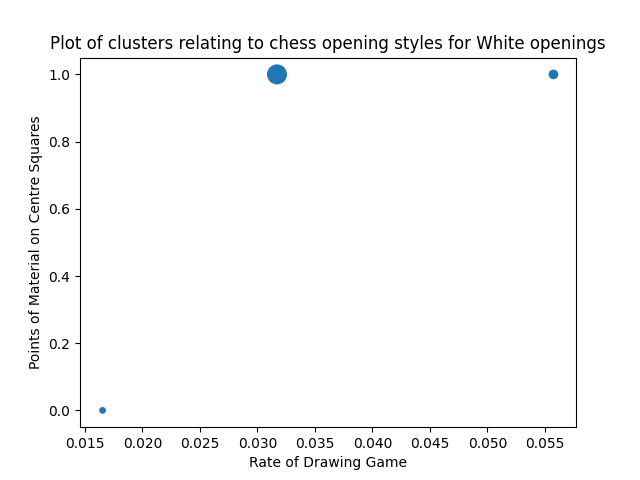 Plot of clusters relating to chess opening styles for White openings
1.0
0.8
0.6
0.4
0.2
0.0
Points of Material on Centre Squares
0.015 0.020 0.025 0.030 0.035 0.040 0.045 0.050 0.055
Rate of Drawing Game